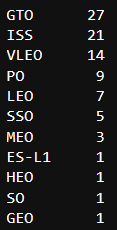 GTO 27
ISS 21
VLEO 14
PO 9
LEO 7
SSO 5
MEO 3
ES-L1 1
HEO 1
SO 1
GEO 1